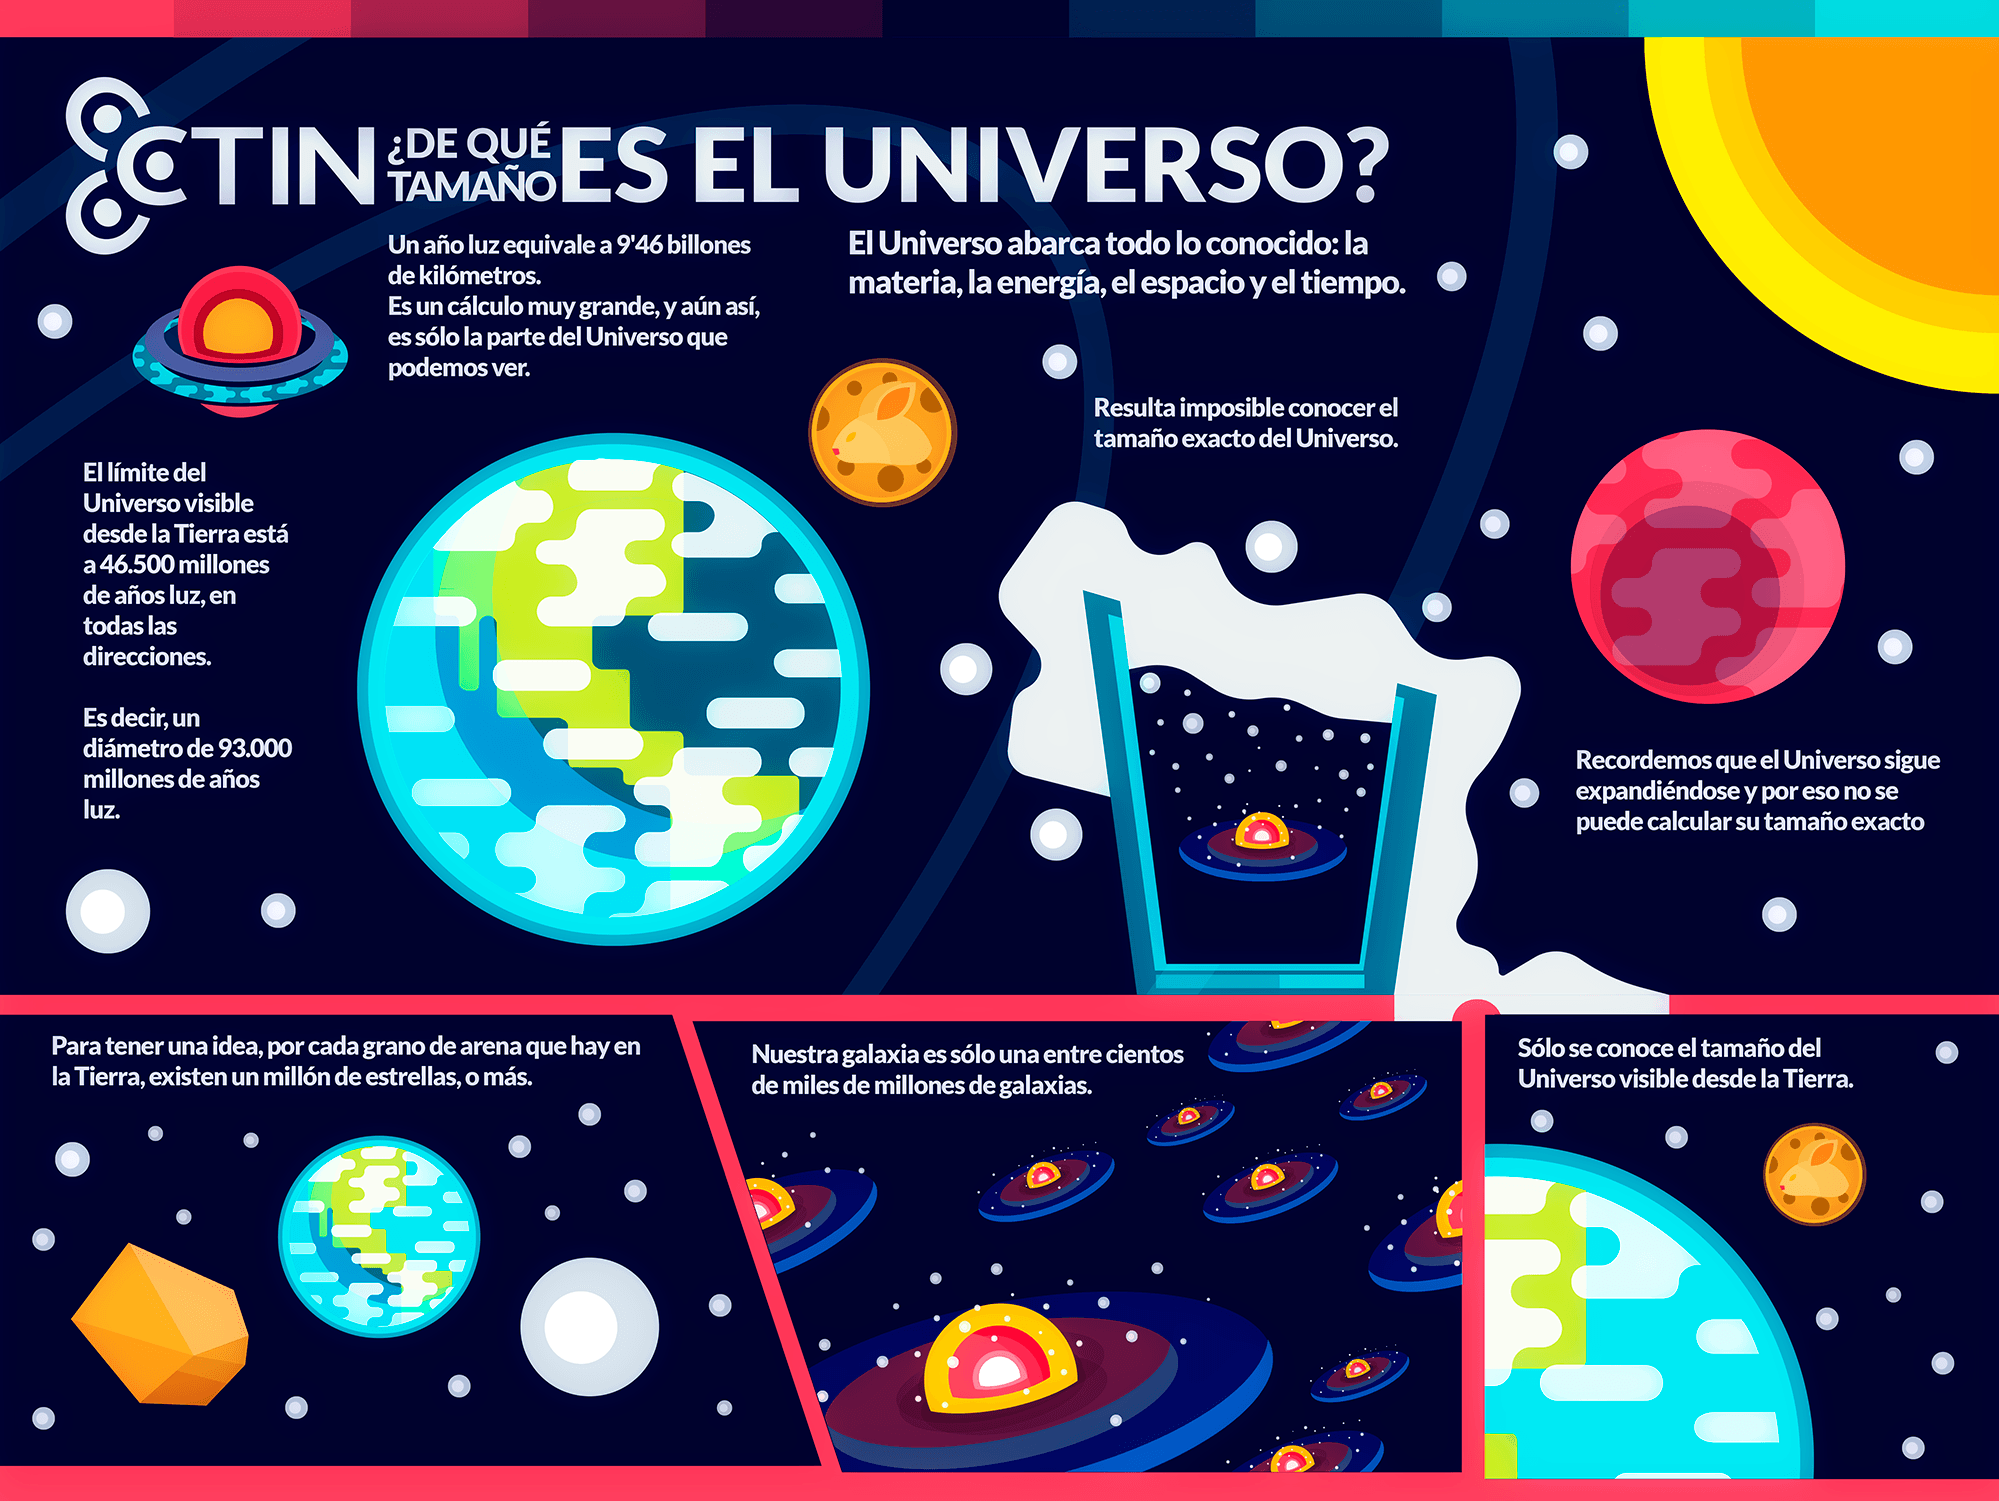 CTIN
¿DE QUÉ
TAMAÑO
ES EL UNIVERSO?
Un año luz equivale a 9'46 billones
de kilómetros.
Es un cálculo muy grande, y aún así,
es sólo la parte del Universo que
podemos ver.
El Universo abarca todo lo conocido: la
materia, la energía, el espacio y el tiempo.
Resulta imposible conocer el
tamaño exacto del Universo.
El límite del
Universo visible
desde la Tierra está
a 46.500 millones
de años luz, en
todas las
direcciones.
Es decir, un
diámetro de 93.000
millones de años
luz.
Recordemos que el Universo sigue
expandiéndose y por eso no se
puede calcular su tamaño exacto
Para tener una idea, por cada grano de arena que hay en
la Tierra, existen un millón de estrellas, o más.
Nuestra galaxia es sólo una entre cientos
de miles de millones de galaxias.
Sólo se conoce el tamaño del
Universo visible desde la Tierra.